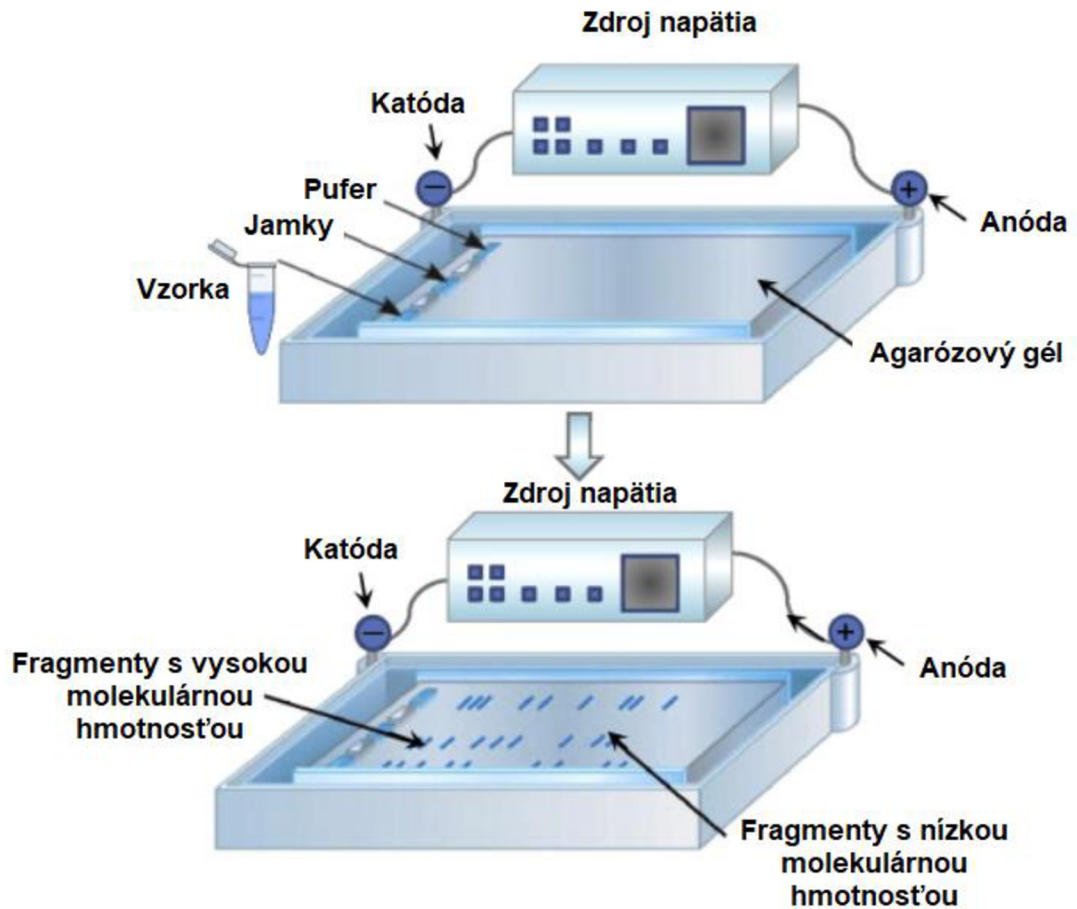 Zdroj napätia
Katóda
−
+
Pufer
Jamky
Anóda
Vzorka
Agarózový gél
Zdroj napätia
Katóda
−
+
Fragmenty s vysokou
molekulárnou
hmotnosťou
Anóda
Fragmenty s nízkou
molekulárnou
hmotnosťou